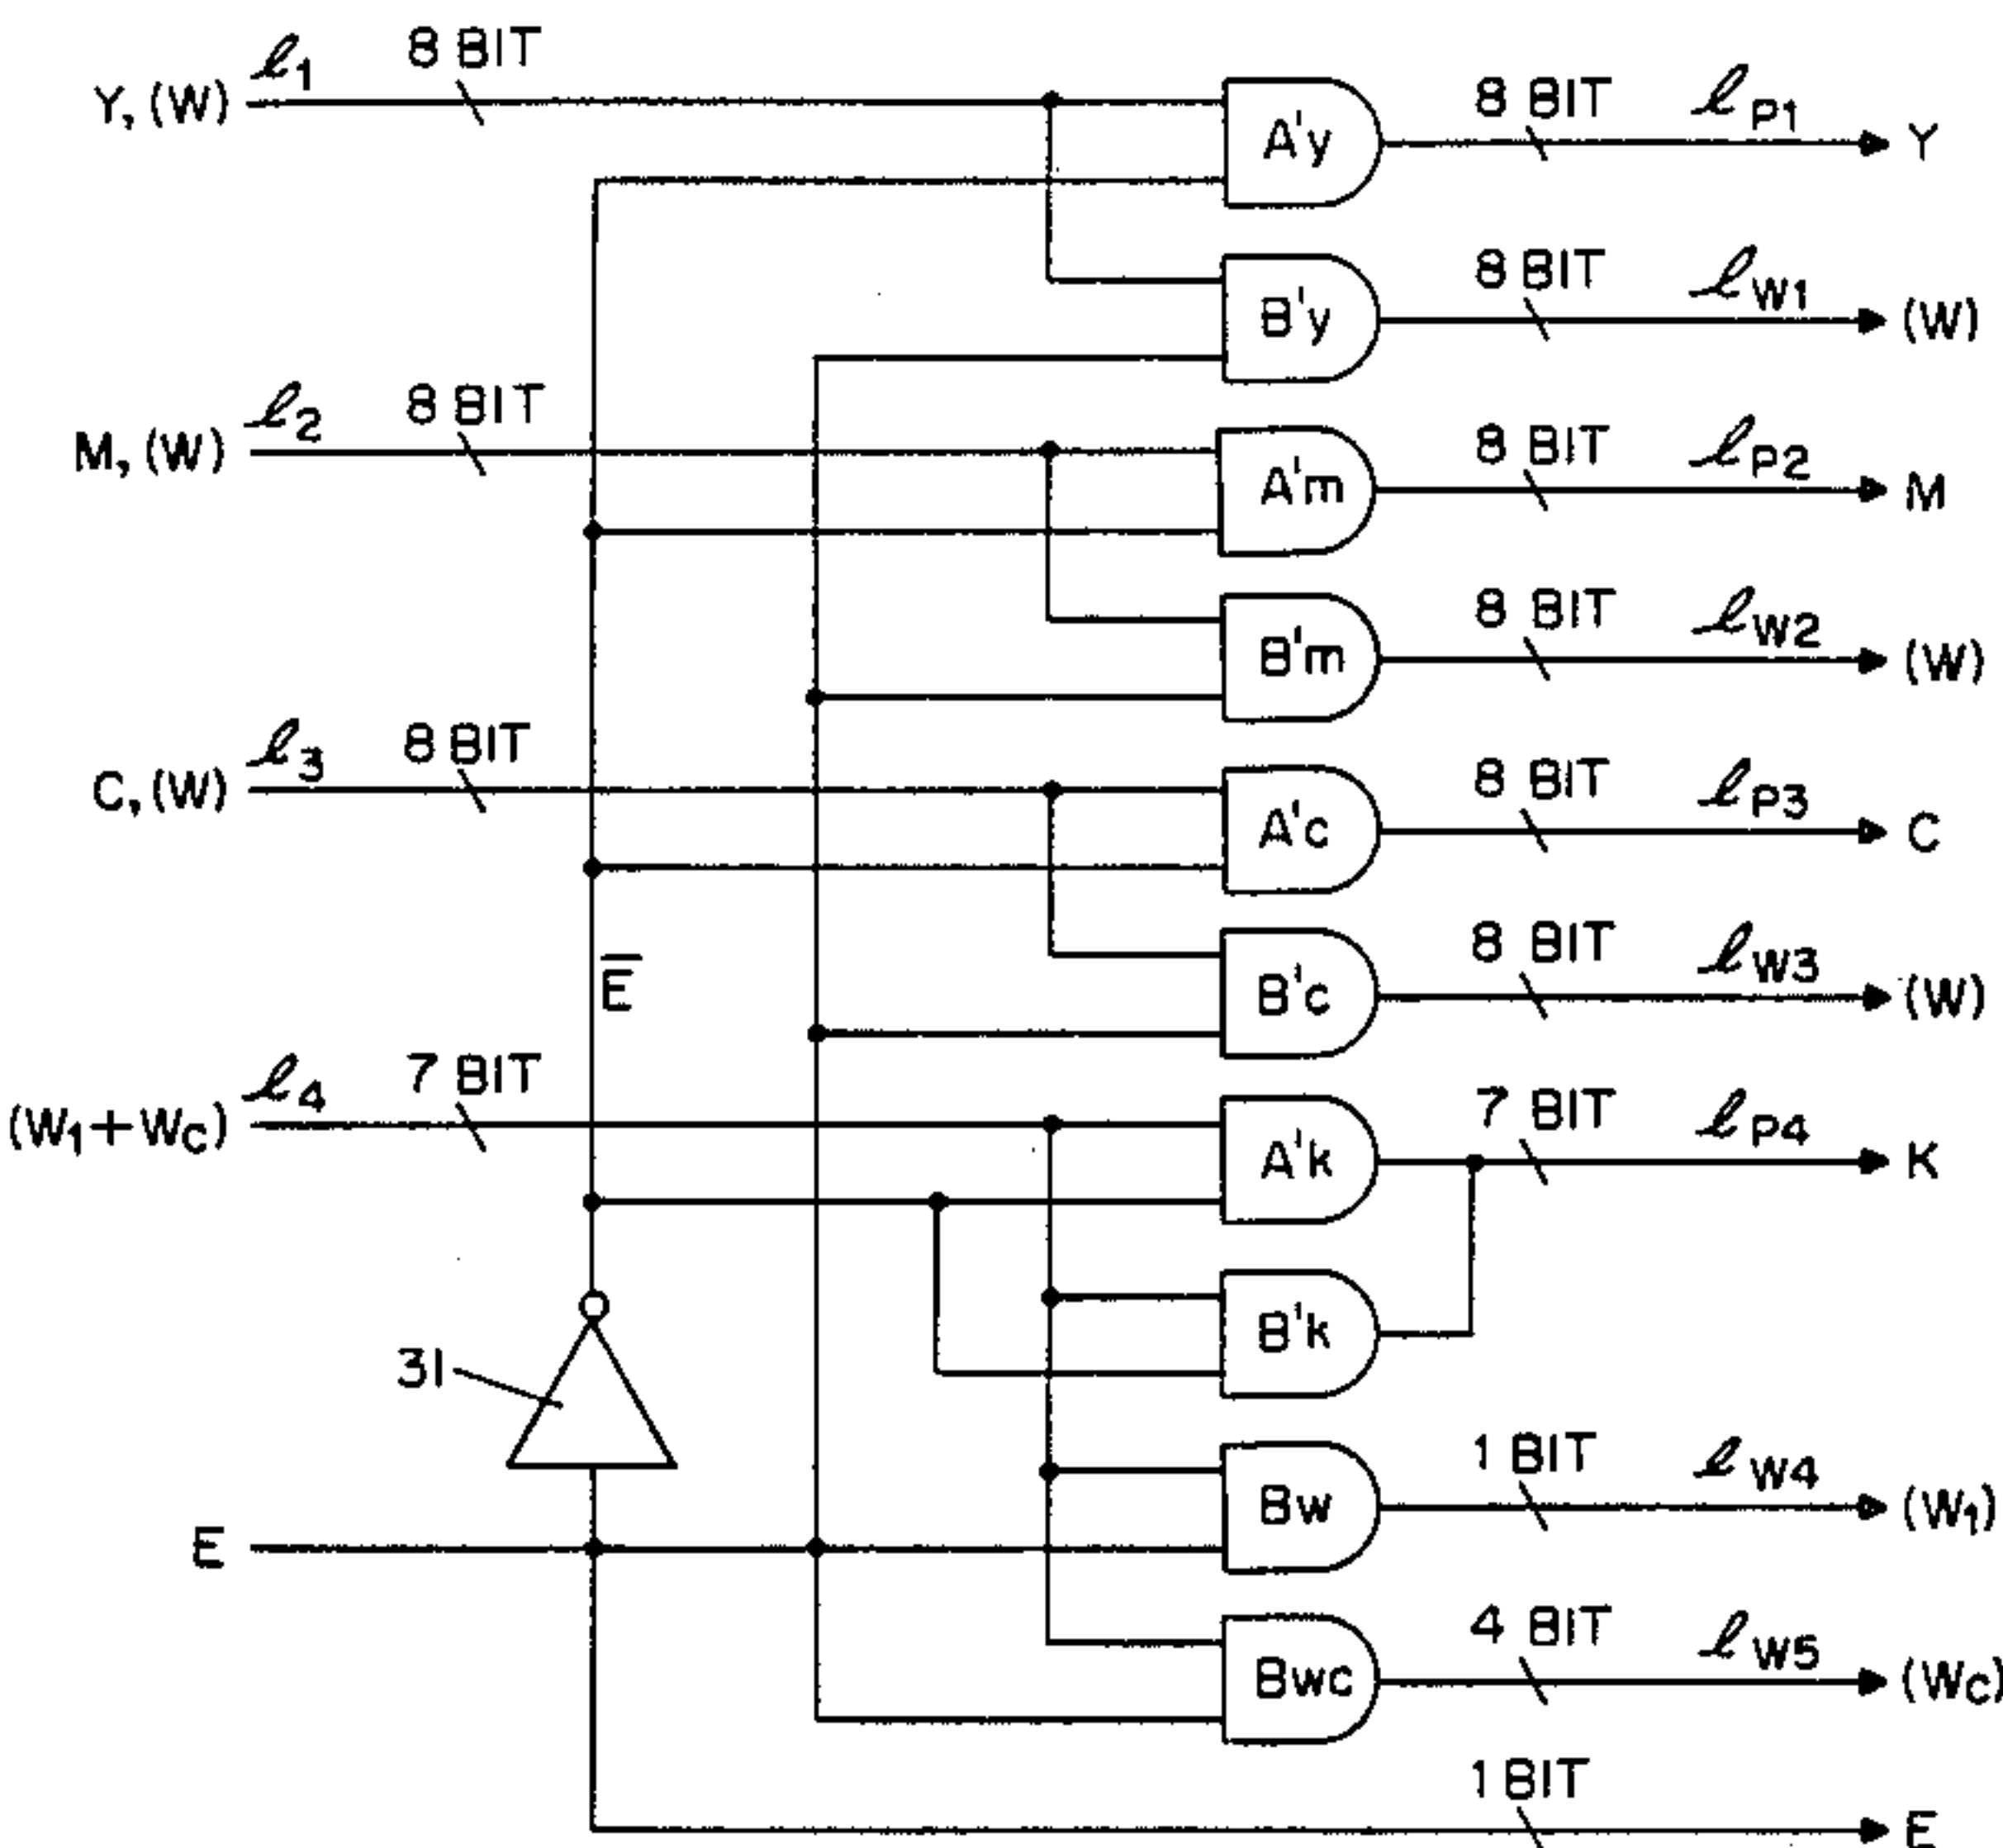 Y, (W) ℓ1 8 BIT A'y 8 BIT ℓP1 Y
B'y 8 BIT ℓW1 (W)
M, (W) ℓ2 8 BIT A'm 8 BIT ℓP2 M
B'm 8 BIT ℓW2 (W)
C, (W) ℓ3 8 BIT A'c 8 BIT ℓP3 C
E̅ B'c 8 BIT ℓW3 (W)
(W1+WC) ℓ4 7 BIT A'k 7 BIT ℓP4 K
31 B'k
E Bw 1 BIT ℓW4 (W1)
Bwc 4 BIT ℓW5 (WC)
1 BIT E